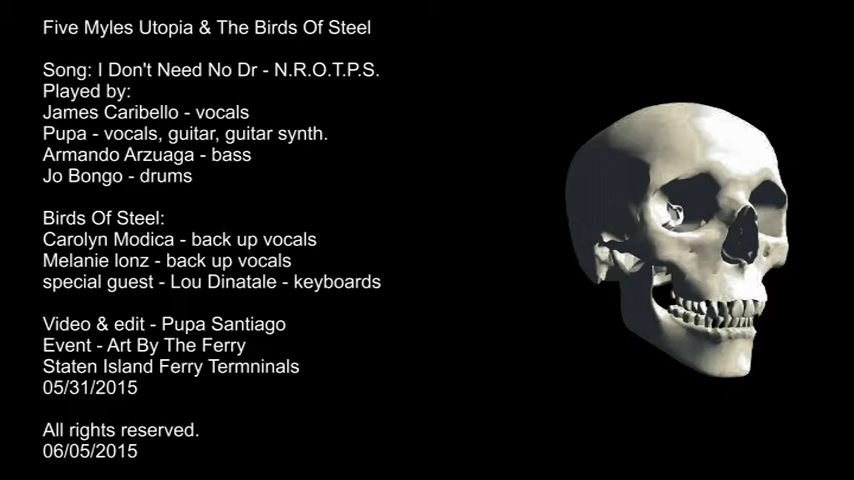 Five Myles Utopia & The Birds Of Steel
Song: I Don't Need No Dr - N.R.O.T.P.S.
Played by:
James Caribello - vocals
Pupa - vocals, guitar, guitar synth.
Armando Arzuaga - bass
Jo Bongo - drums
Birds Of Steel:
Carolyn Modica - back up vocals
Melanie lonz - back up vocals
special guest - Lou Dinatale - keyboards
Video & edit - Pupa Santiago
Event - Art By The Ferry
Staten Island Ferry Termninals
05/31/2015
All rights reserved.
06/05/2015